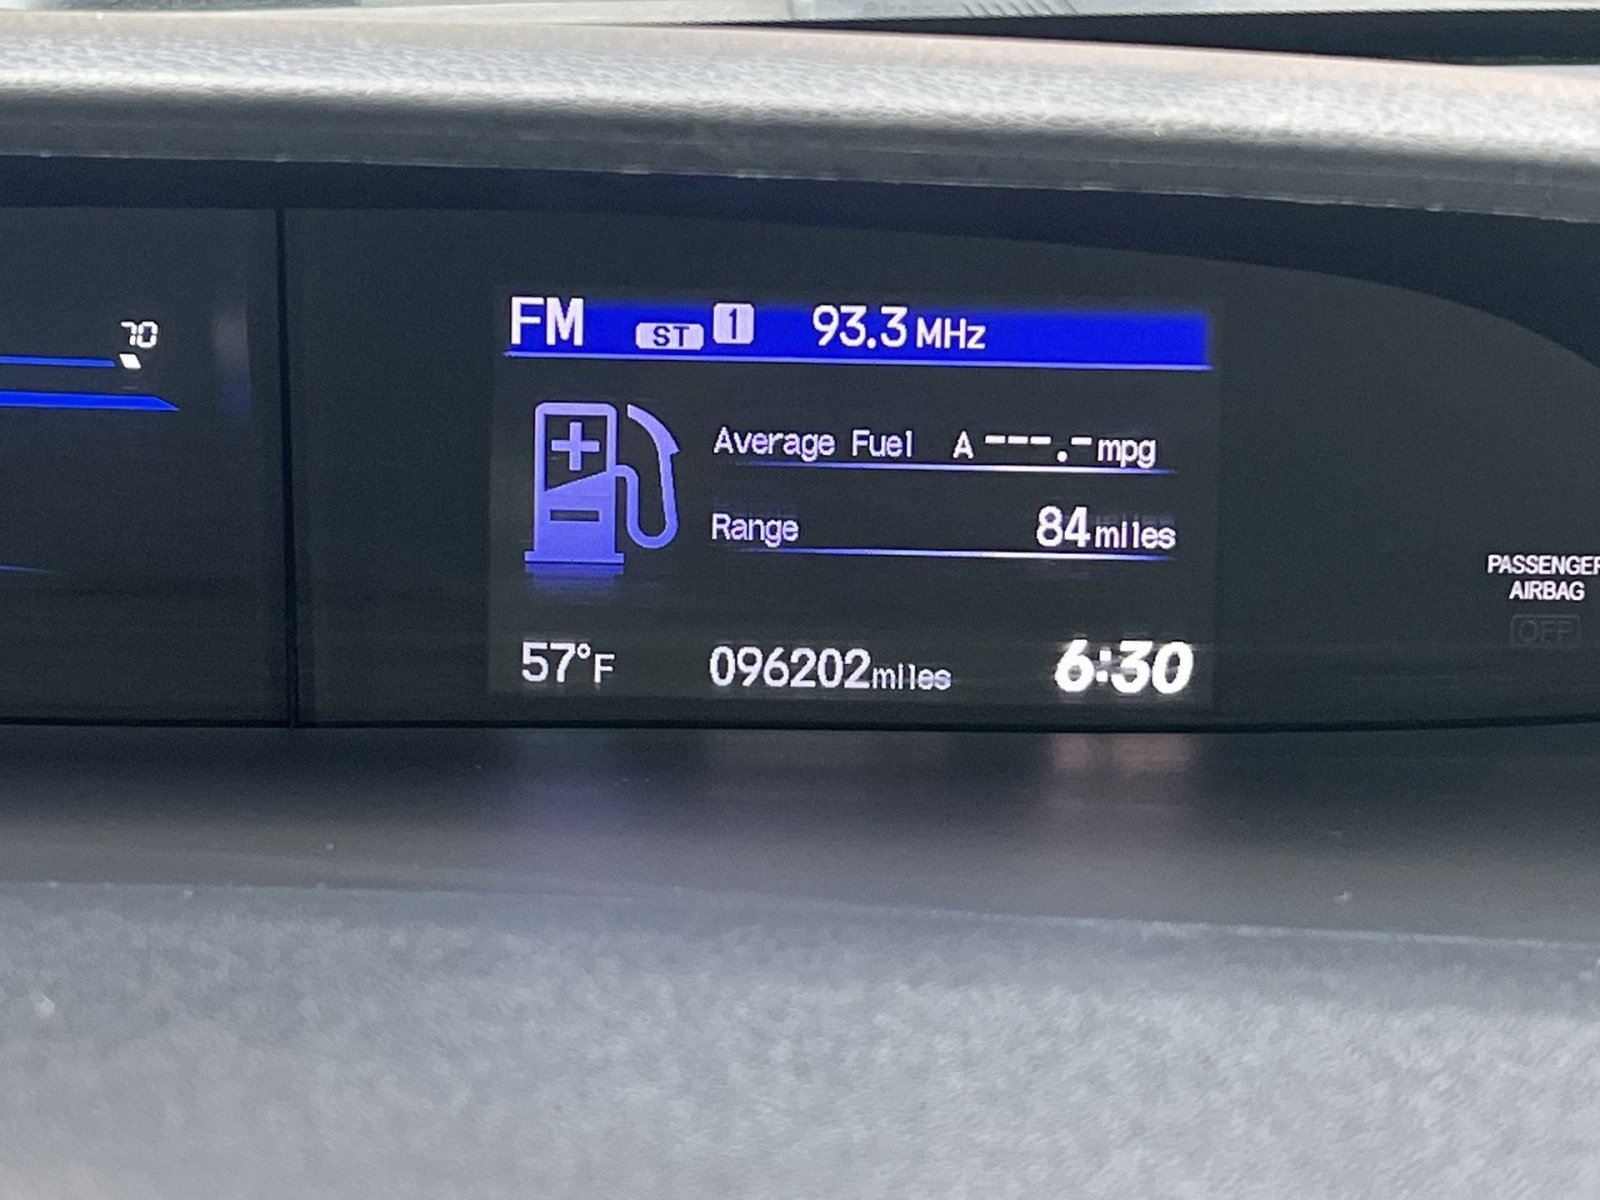 70
FM ST 1 93.3 MHz
Average Fuel A ---.- mpg
Range 84 miles
57°F 096202 miles 6:30
PASSENGER
AIRBAG
OFF